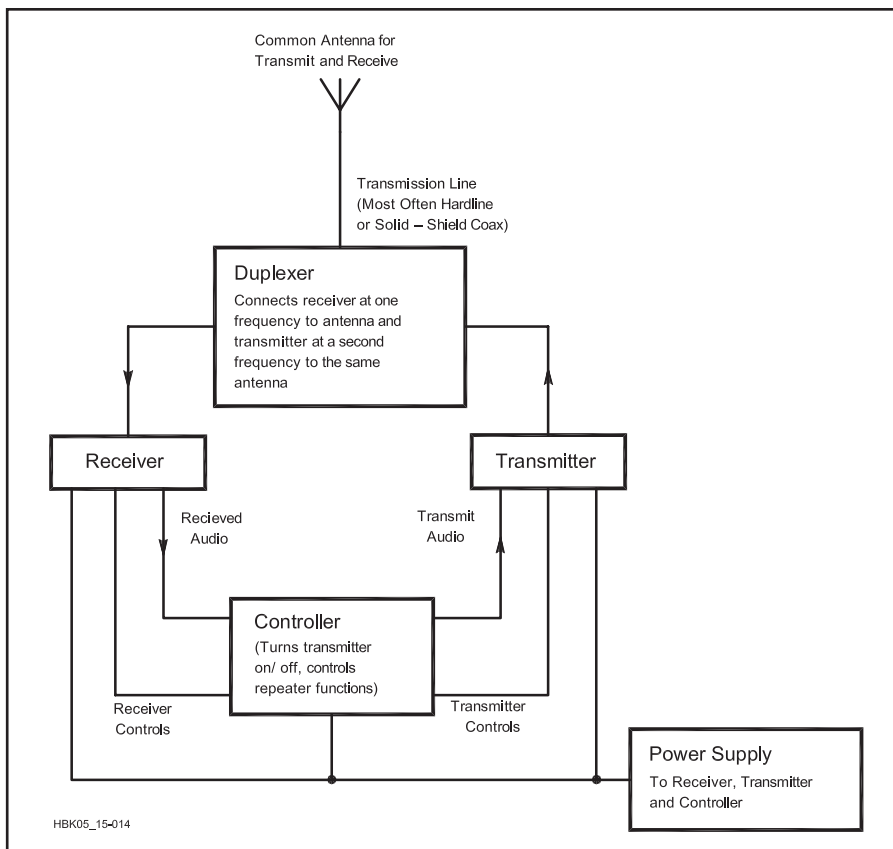 Common Antenna for
Transmit and Receive
Transmission Line
(Most Often Hardline
or Solid – Shield Coax)
Duplexer
Connects receiver at one
frequency to antenna and
transmitter at a second
frequency to the same
antenna
Receiver
Transmitter
Recieved
Audio
Transmit
Audio
Controller
(Turns transmitter
on/ off, controls
repeater functions)
Receiver
Controls
Transmitter
Controls
Power Supply
To Receiver, Transmitter
and Controller
HBK05_15-014